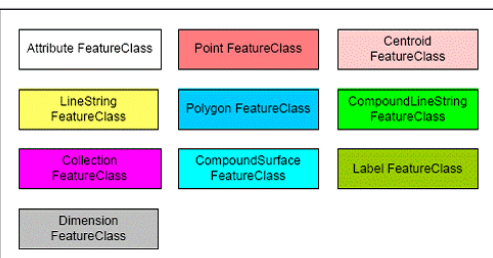 Attribute FeatureClass
Point FeatureClass
Centroid
FeatureClass
LineString
FeatureClass
Polygon FeatureClass
CompoundLineString
FeatureClass
Collection
FeatureClass
CompoundSurface
FeatureClass
Label FeatureClass
Dimension
FeatureClass